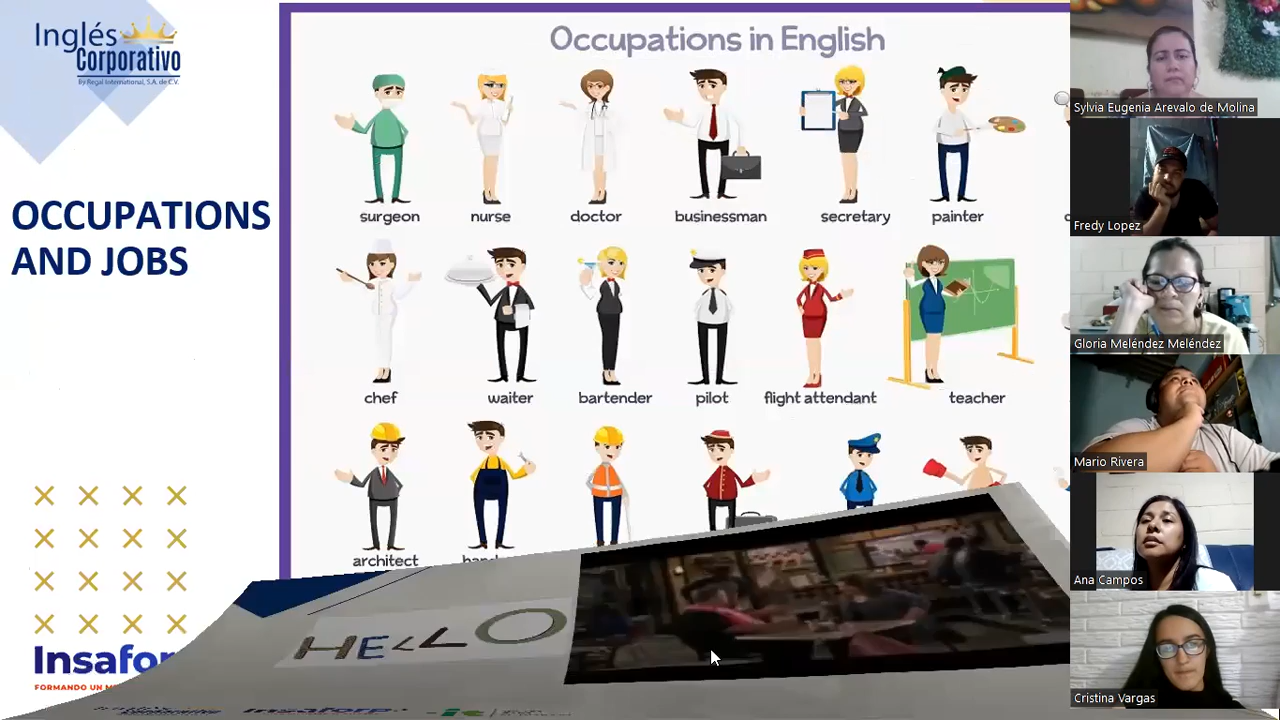 Inglés
Corporativo
By Regal International, S.A. de C.V.
OCCUPATIONS
AND JOBS
Occupations in English
surgeon
nurse
doctor
businessman
secretary
painter
chef
waiter
bartender
pilot
flight attendant
teacher
architect
HELLO
Insaforp
Sylvia Eugenia Arevalo de Molina
Fredy Lopez
Gloria Meléndez Meléndez
Mario Rivera
Ana Campos
Cristina Vargas